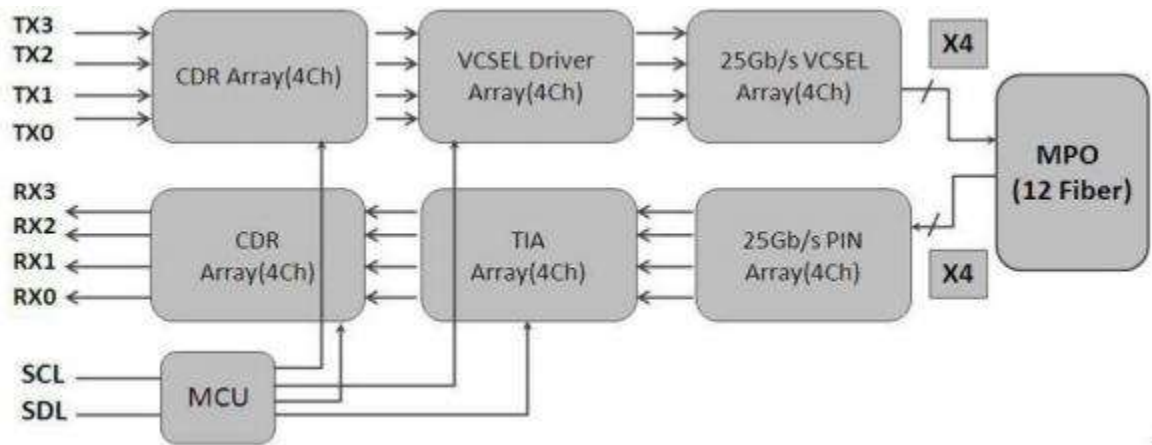 TX3
TX2
TX1
TX0
CDR Array(4Ch)
VCSEL Driver
Array(4Ch)
25Gb/s VCSEL
Array(4Ch)
X4
MPO
(12 Fiber)
RX3
RX2
RX1
RX0
CDR
Array(4Ch)
TIA
Array(4Ch)
25Gb/s PIN
Array(4Ch)
X4
SCL
SDL
MCU